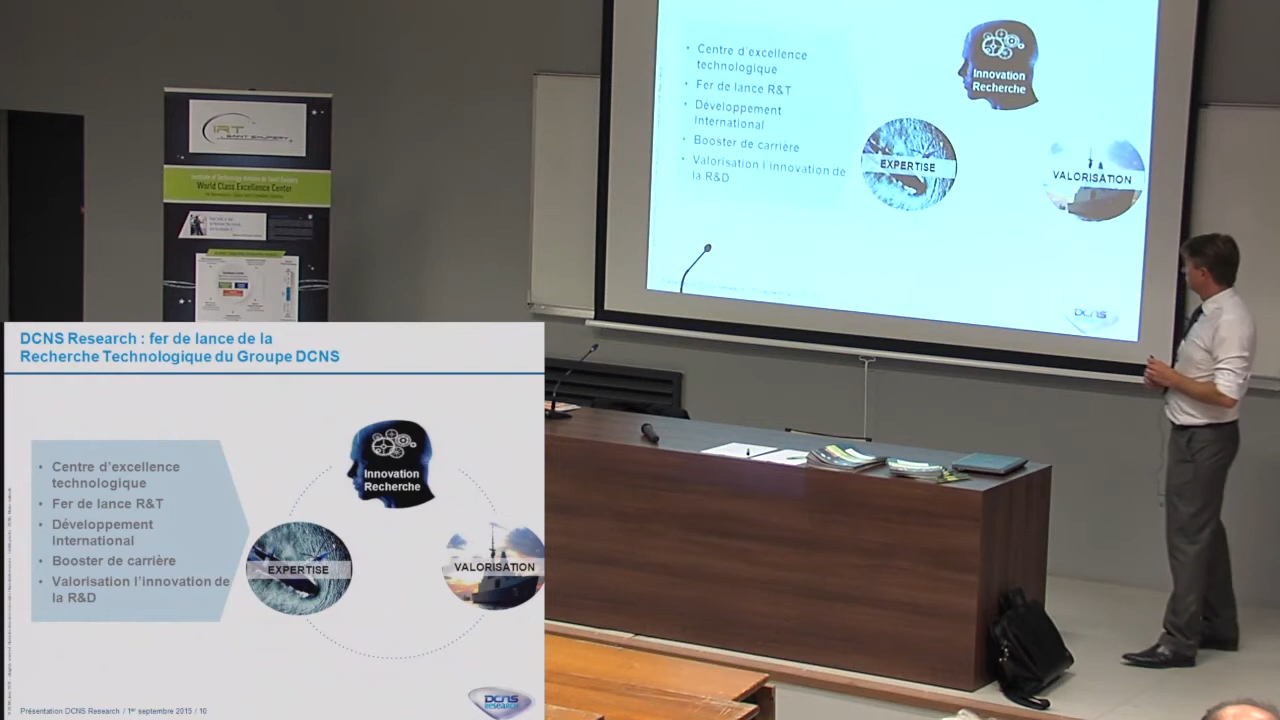 Centre d'excellence
technologique
Fer de lance R&T
Développement
International
Booster de carrière
Valorisation l'innovation de
la R&D
Innovation
Recherche
EXPERTISE
VALORISATION
DCNS
IRT
SAINT EXUPERY
World Class Excellence Center
DCNS Research : fer de lance de la
Recherche Technologique du Groupe DCNS
• Centre d'excellence
technologique
• Fer de lance R&T
• Développement
International
• Booster de carrière
• Valorisation l'innovation de
la R&D
Innovation
Recherche
EXPERTISE
VALORISATION
DCNS
RESEARCH
Présentation DCNS Research / 1er septembre 2015 / 10